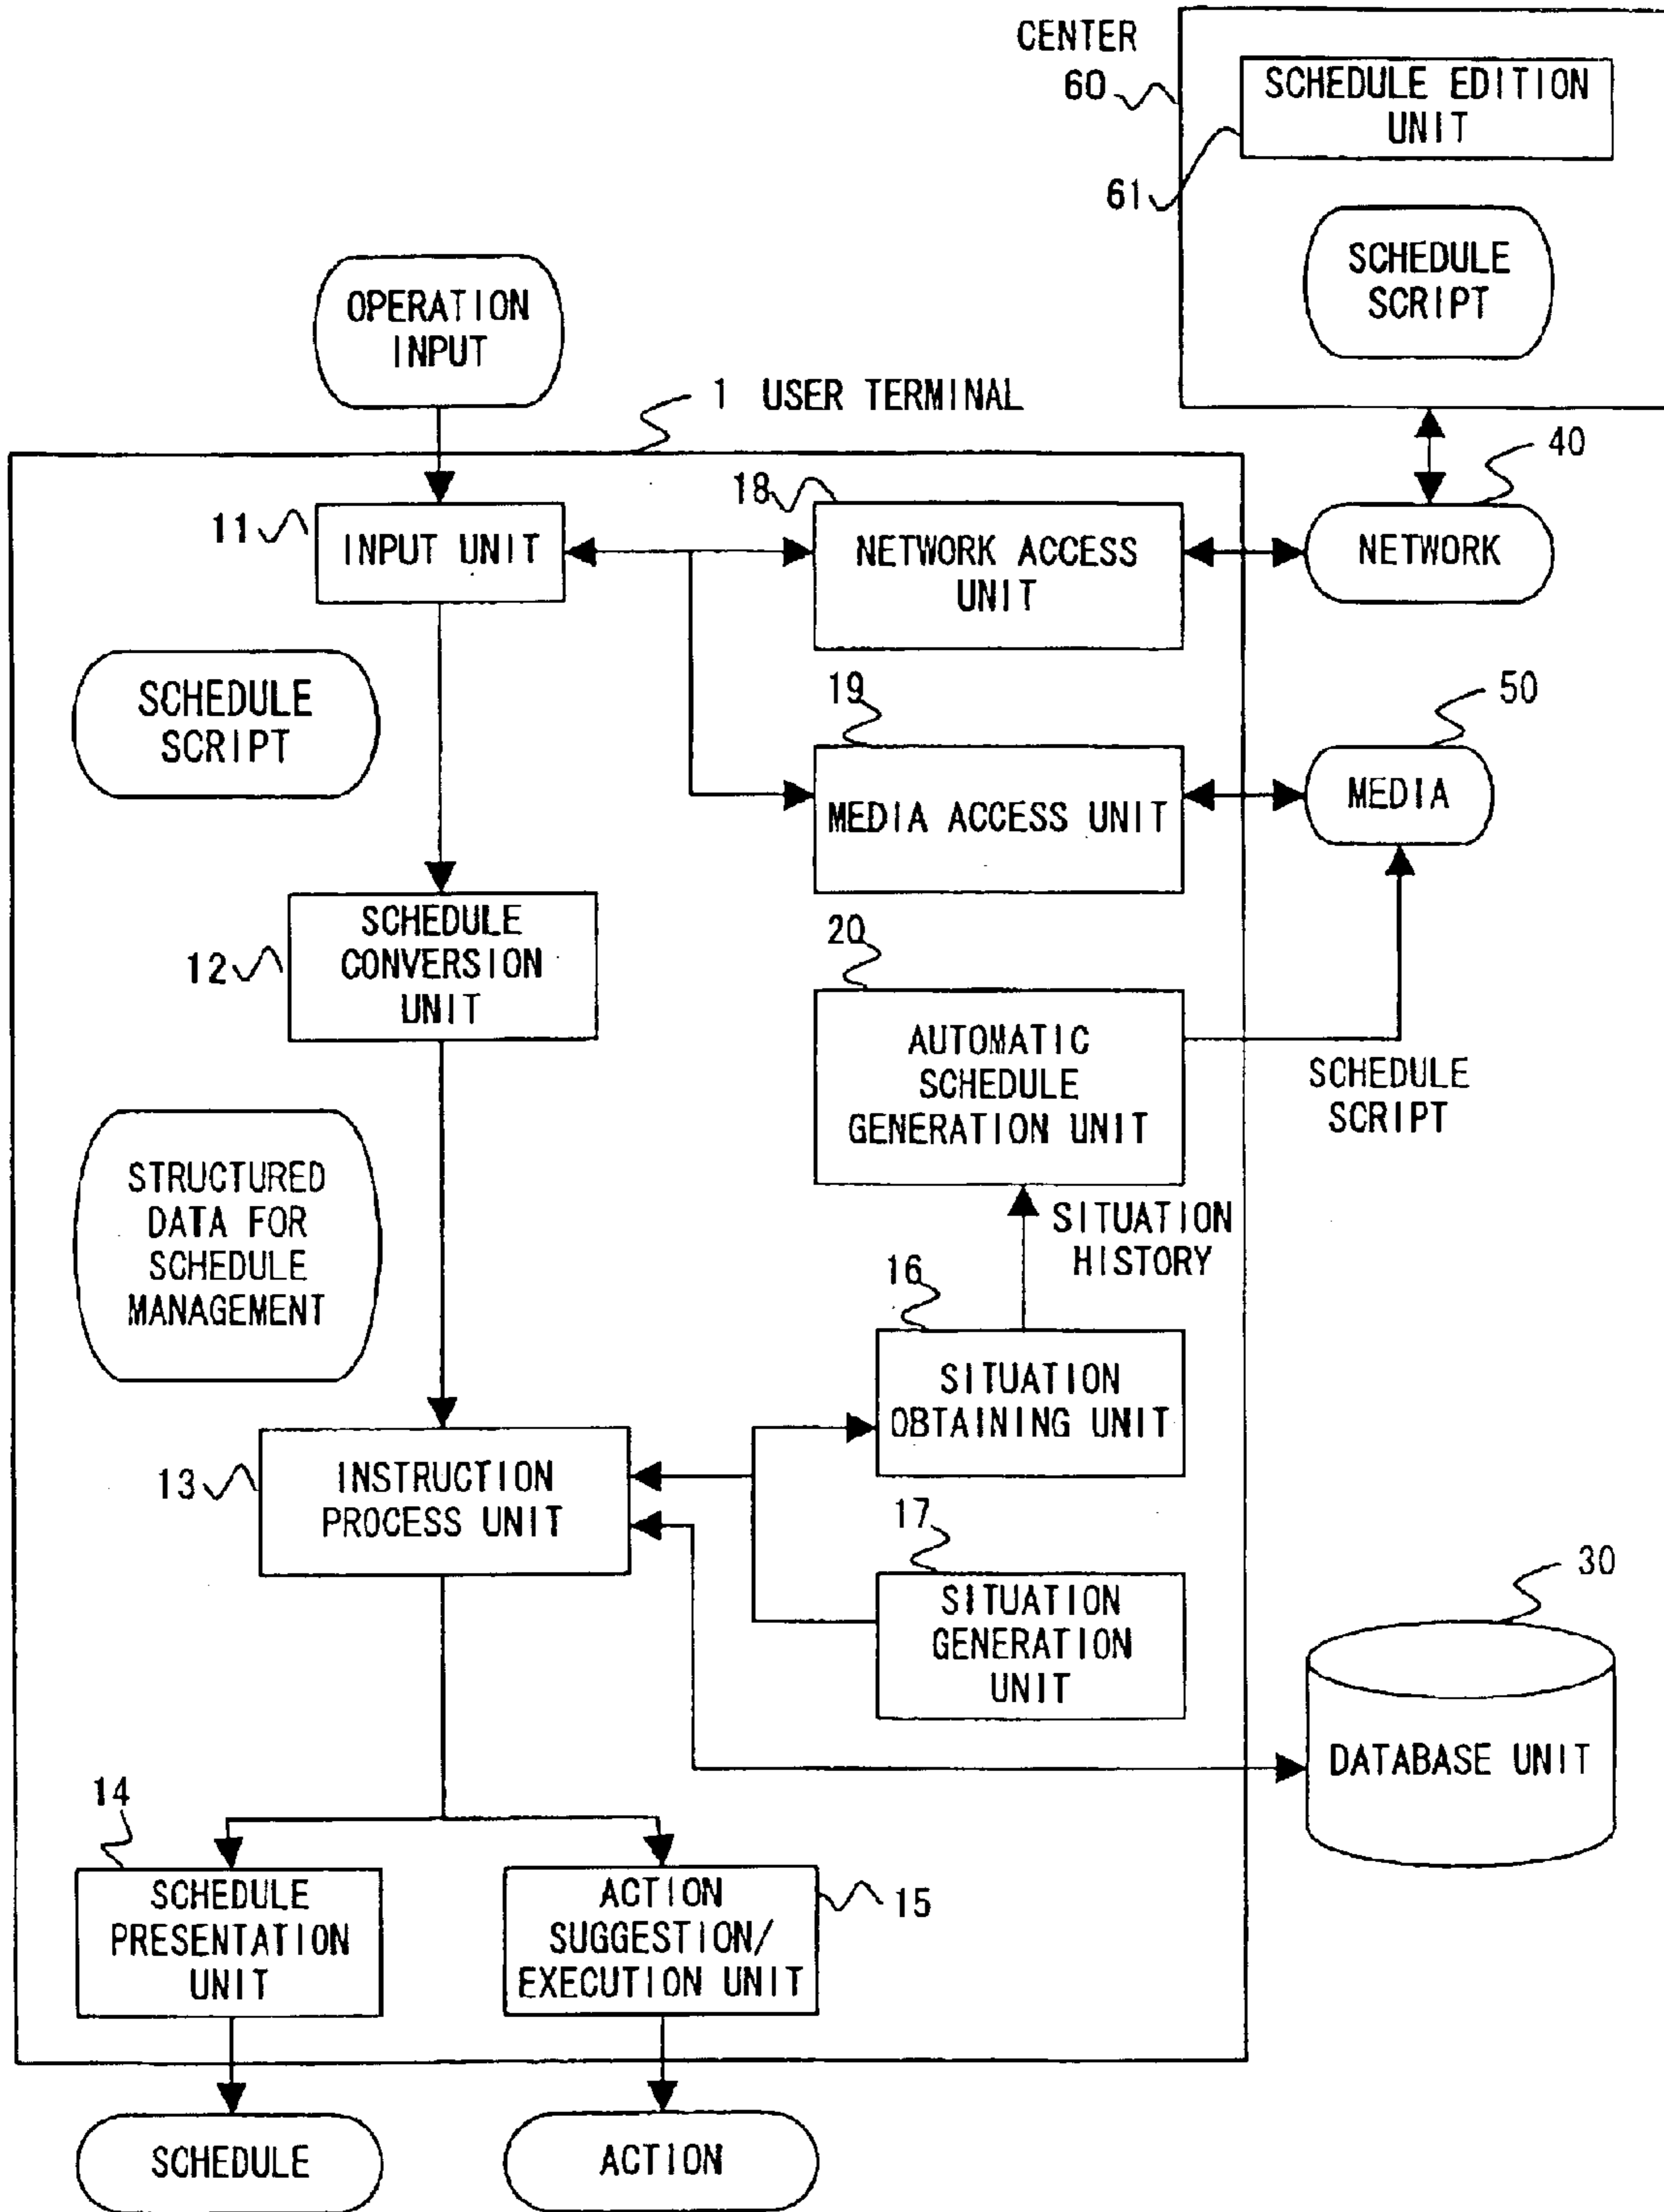 CENTER
60
SCHEDULE EDITION
UNIT
61
SCHEDULE
SCRIPT
OPERATION
INPUT
1 USER TERMINAL
40
11
INPUT UNIT
18
NETWORK ACCESS
UNIT
NETWORK
SCHEDULE
SCRIPT
19
MEDIA ACCESS UNIT
50
MEDIA
12
SCHEDULE
CONVERSION
UNIT
20
AUTOMATIC
SCHEDULE
GENERATION UNIT
SCHEDULE
SCRIPT
STRUCTURED
DATA FOR
SCHEDULE
MANAGEMENT
SITUATION
HISTORY
16
SITUATION
OBTAINING UNIT
13
INSTRUCTION
PROCESS UNIT
17
SITUATION
GENERATION
UNIT
30
DATABASE UNIT
14
SCHEDULE
PRESENTATION
UNIT
ACTION
SUGGESTION/
EXECUTION UNIT
15
SCHEDULE
ACTION